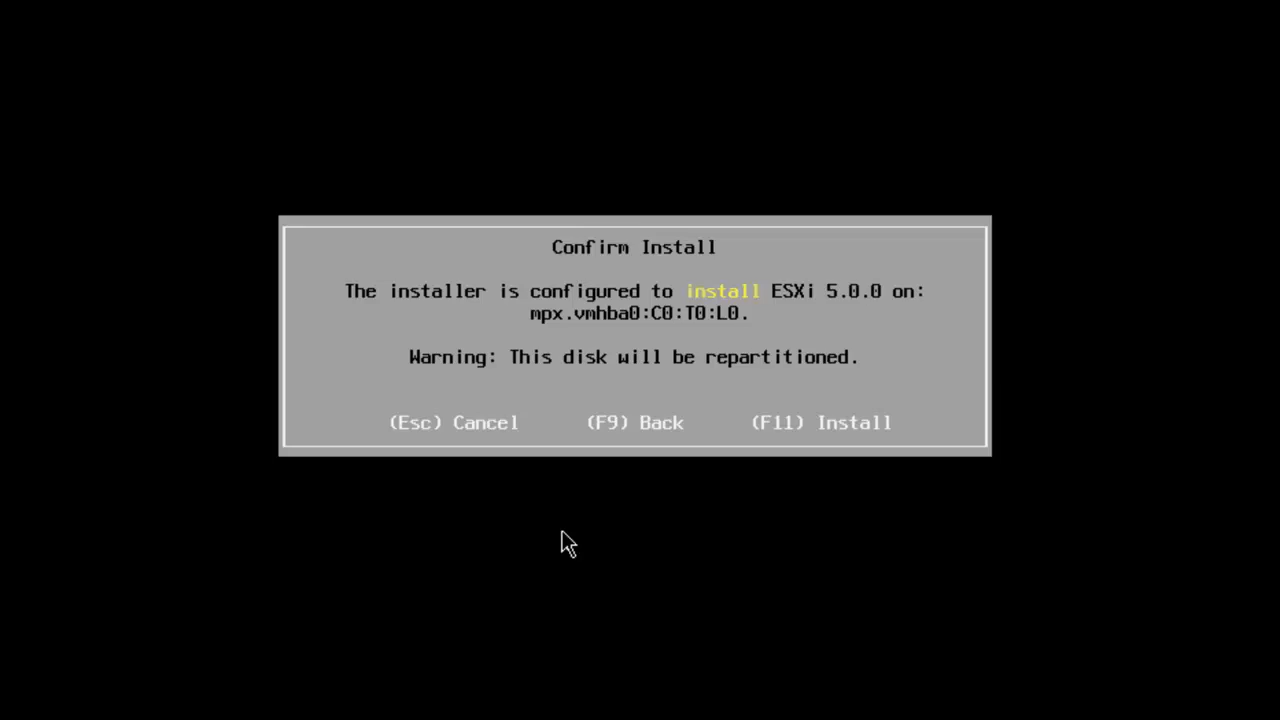 Confirm Install
The installer is configured to install ESXi 5.0.0 on:
mpx.vmhba0:C0:T0:L0.
Warning: This disk will be repartitioned.
(Esc) Cancel (F9) Back (F11) Install